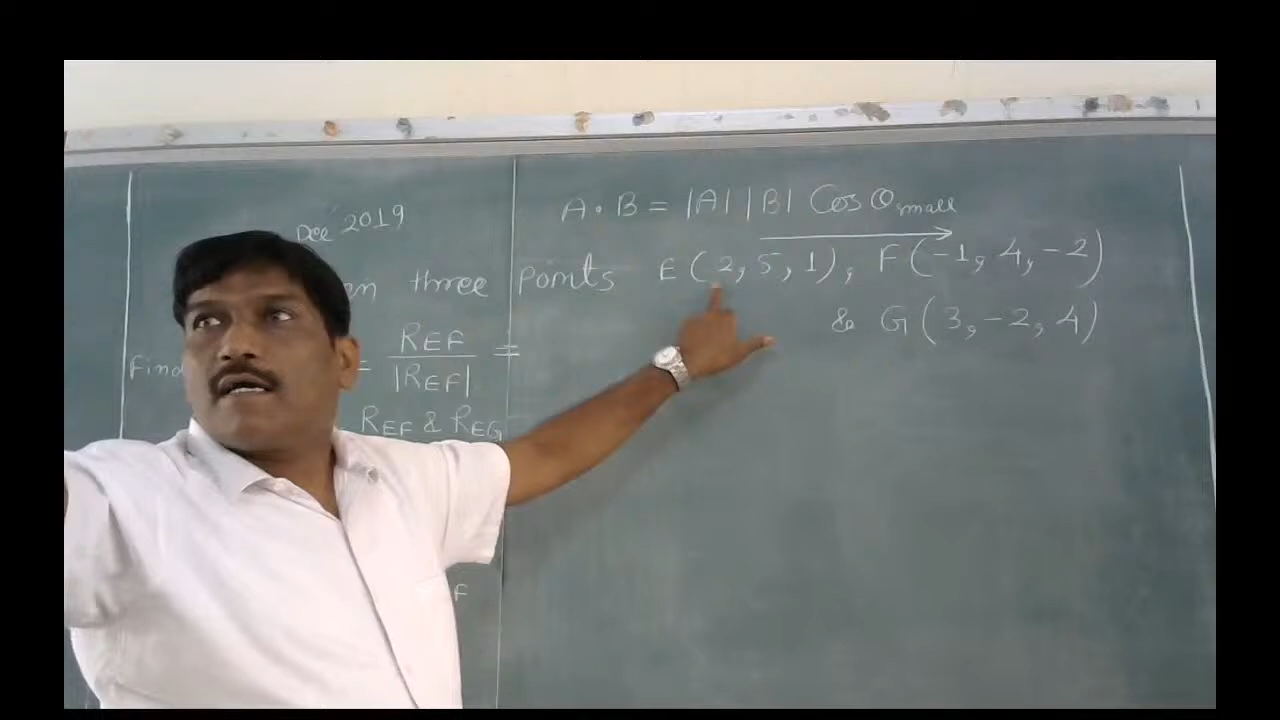 Dec 2019
A • B = |A| |B| Cos θsmall
three points E (2, 5, 1), F(-1, 4, -2)
& G (3, -2, 4)
Find = REF / |REF| =
REF & REG
F